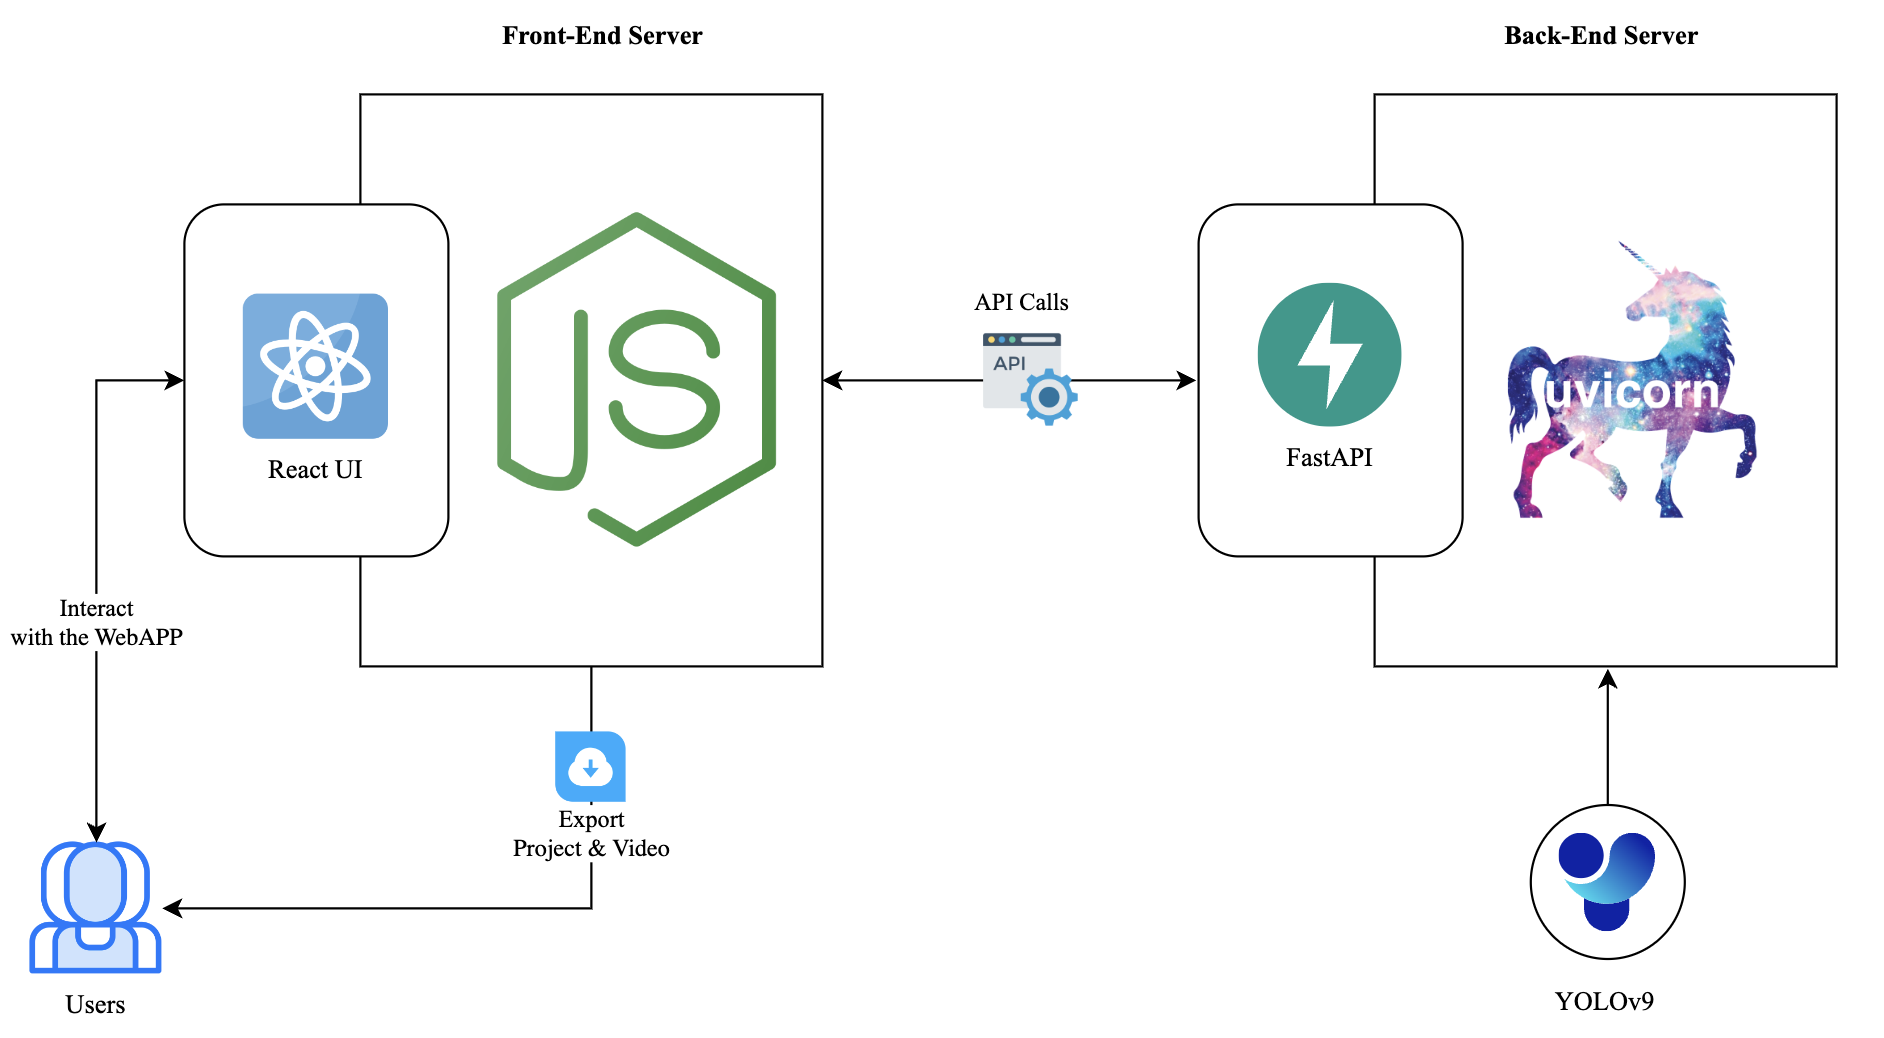 Front-End Server
Back-End Server
React UI
JS
API Calls
API
FastAPI
uvicorn
Interact
with the WebAPP
Export
Project & Video
Users
YOLOv9